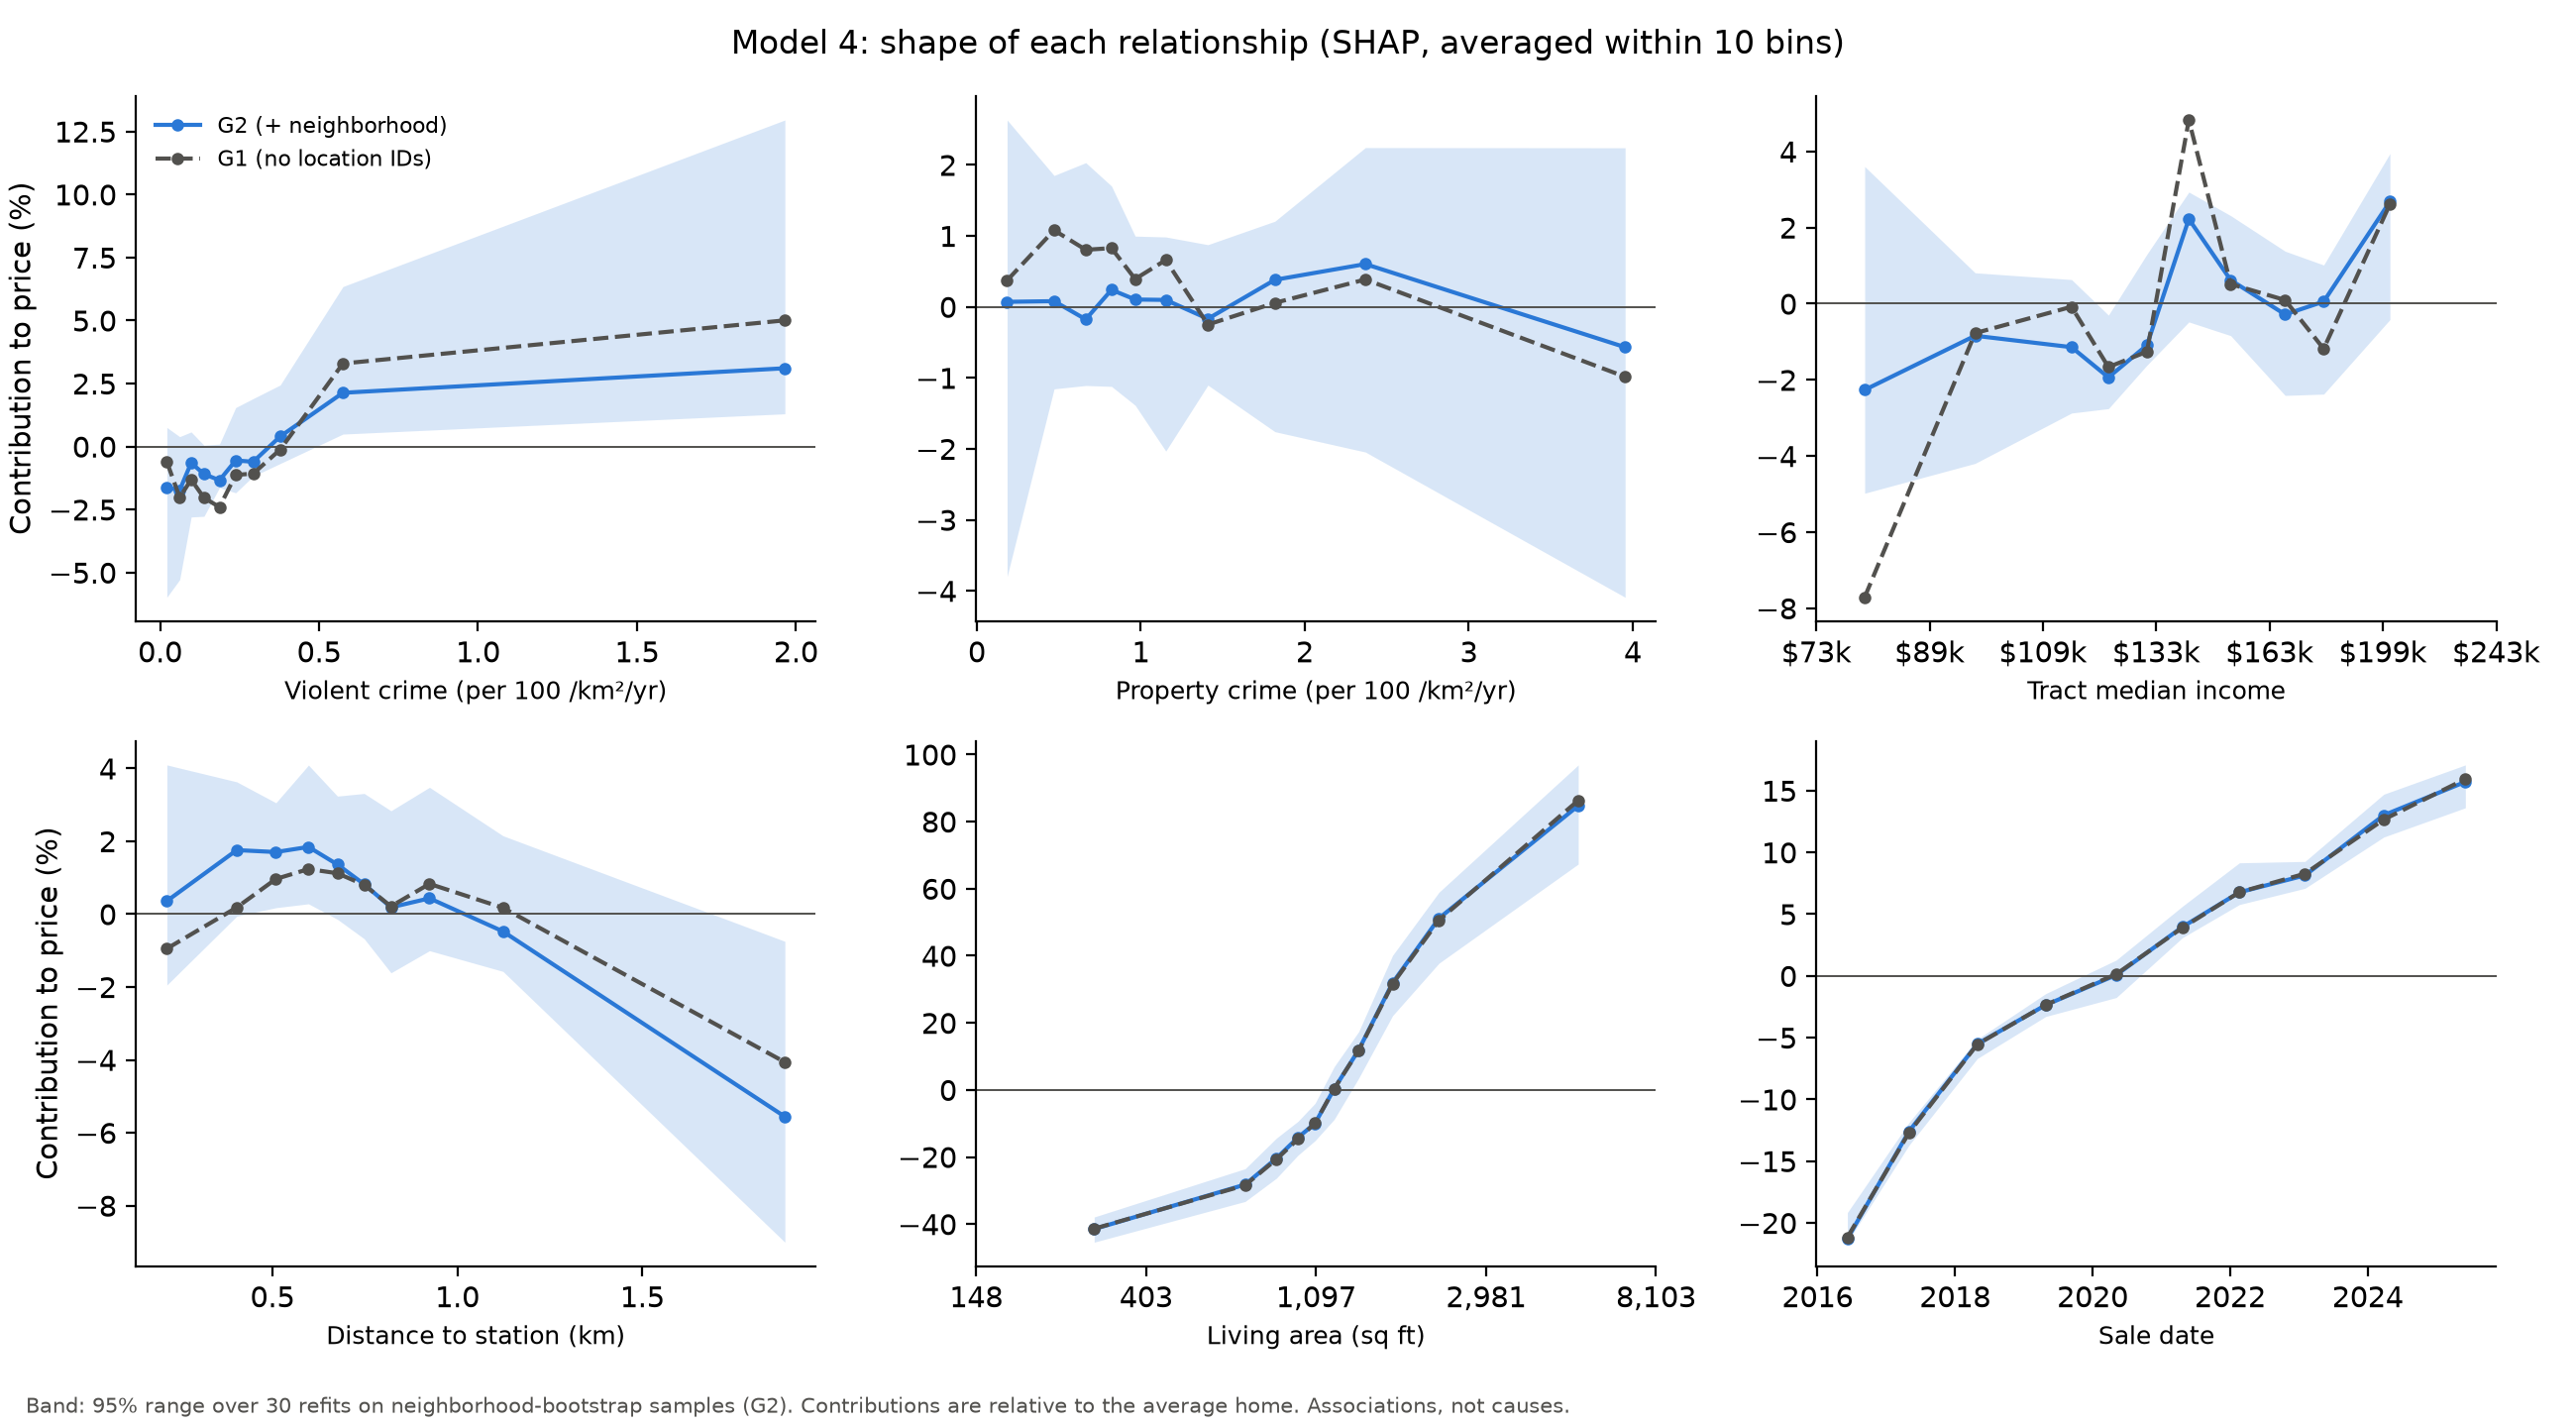 Model 4: shape of each relationship (SHAP, averaged within 10 bins)
Contribution to price (%)
12.5
10.0
7.5
5.0
2.5
0.0
−2.5
−5.0
G2 (+ neighborhood)
G1 (no location IDs)
0.0 0.5 1.0 1.5 2.0
Violent crime (per 100 /km²/yr)
2
1
0
−1
−2
−3
−4
0 1 2 3 4
Property crime (per 100 /km²/yr)
4
2
0
−2
−4
−6
−8
$73k $89k $109k $133k $163k $199k $243k
Tract median income
Contribution to price (%)
4
2
0
−2
−4
−6
−8
0.5 1.0 1.5
Distance to station (km)
100
80
60
40
20
0
−20
−40
148 403 1,097 2,981 8,103
Living area (sq ft)
15
10
5
0
−5
−10
−15
−20
2016 2018 2020 2022 2024
Sale date
Band: 95% range over 30 refits on neighborhood-bootstrap samples (G2). Contributions are relative to the average home. Associations, not causes.